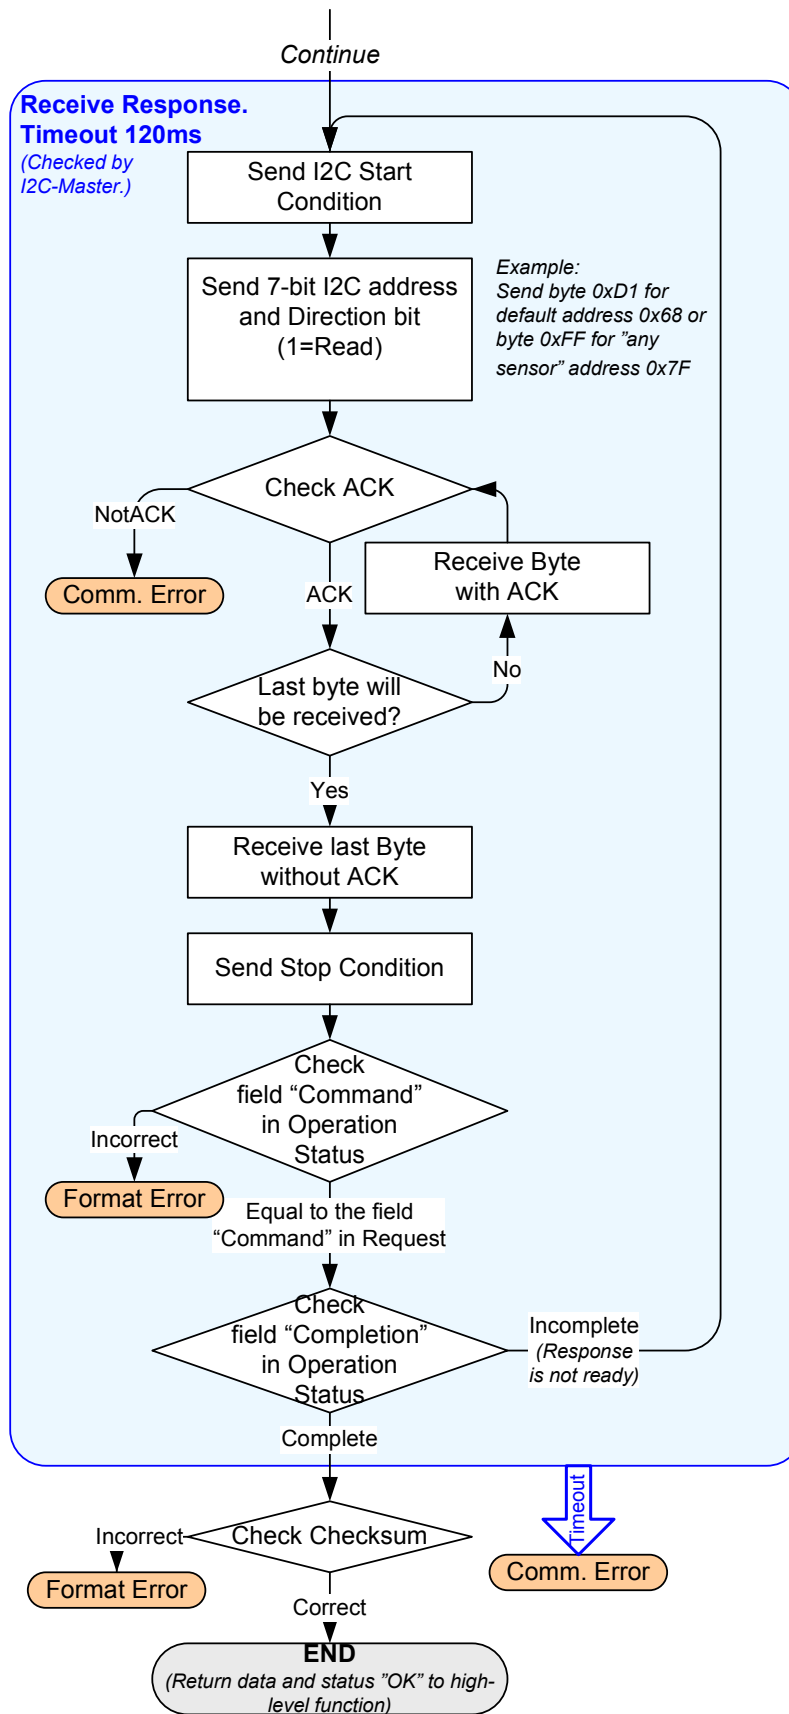 Continue
Receive Response.
Timeout 120ms
(Checked by
I2C-Master.)
Send I2C Start
Condition
Send 7-bit I2C address
and Direction bit
(1=Read)
Example:
Send byte 0xD1 for
default address 0x68 or
byte 0xFF for ”any
sensor” address 0x7F
Check ACK
NotACK
Comm. Error
ACK
Receive Byte
with ACK
No
Last byte will
be received?
Yes
Receive last Byte
without ACK
Send Stop Condition
Check
field “Command”
in Operation
Status
Incorrect
Format Error
Equal to the field
“Command” in Request
Check
field “Completion”
in Operation
Status
Incomplete
(Response
is not ready)
Complete
Timeout
Check Checksum
Incorrect
Format Error
Comm. Error
Correct
END
(Return data and status ”OK” to high-
level function)